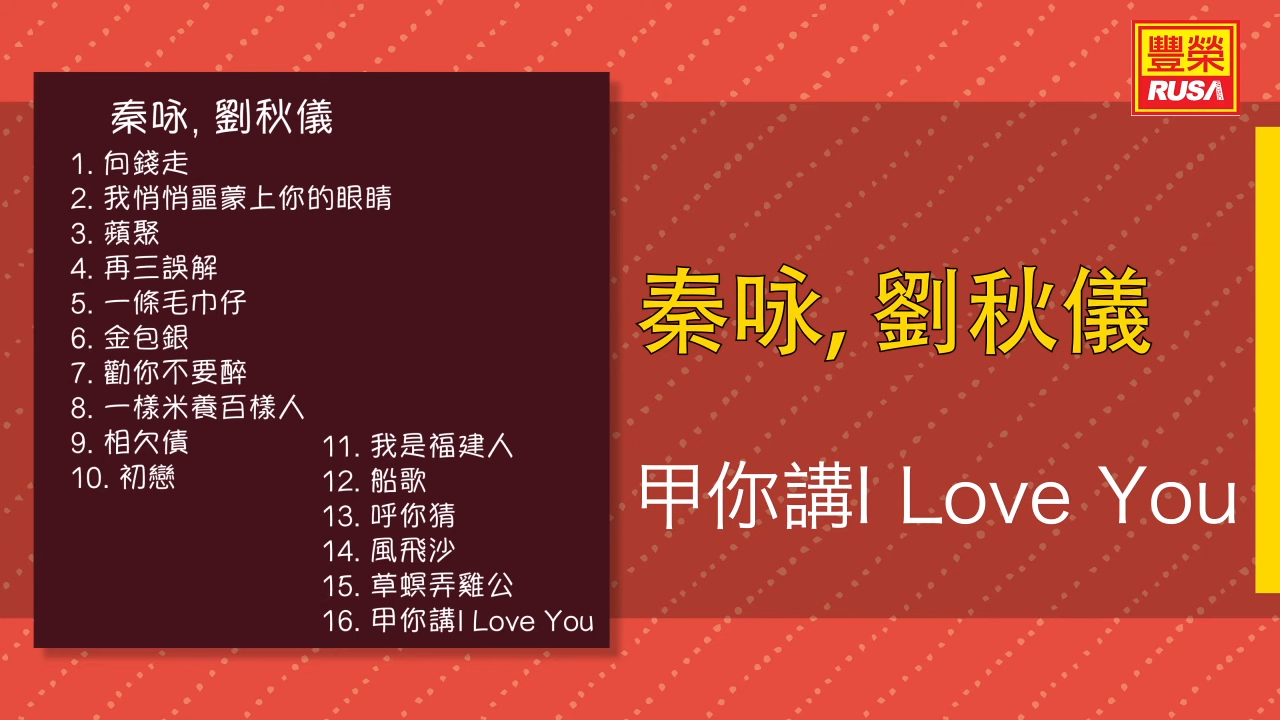 豐榮
RUSA
秦咏, 劉秋儀
1. 向錢走
2. 我悄悄噩蒙上你的眼睛
3. 蘋聚
4. 再三誤解
5. 一條毛巾仔
6. 金包銀
7. 勸你不要醉
8. 一樣米養百樣人
9. 相欠債
10. 初戀
11. 我是福建人
12. 船歌
13. 呼你猜
14. 風飛沙
15. 草螟弄雞公
16. 甲你講I Love You
秦咏, 劉秋儀
甲你講I Love You